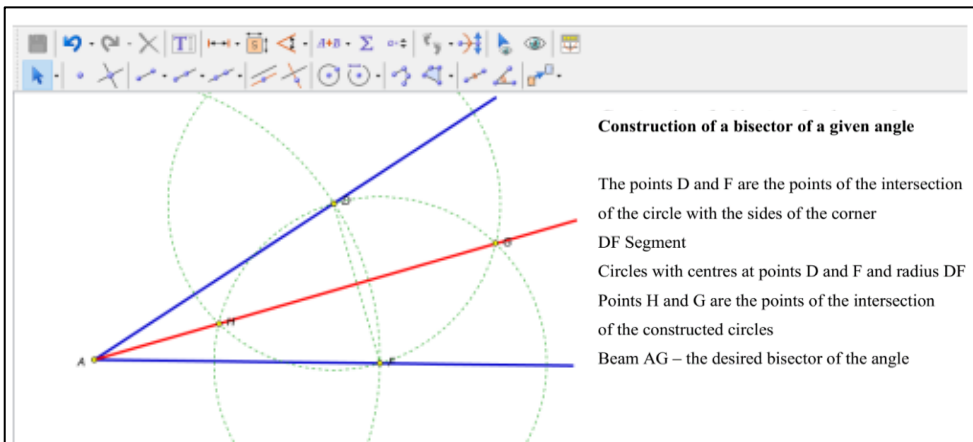 Construction of a bisector of a given angle
The points D and F are the points of the intersection
of the circle with the sides of the corner
DF Segment
Circles with centres at points D and F and radius DF
Points H and G are the points of the intersection
of the constructed circles
Beam AG – the desired bisector of the angle
D
G
H
A
F